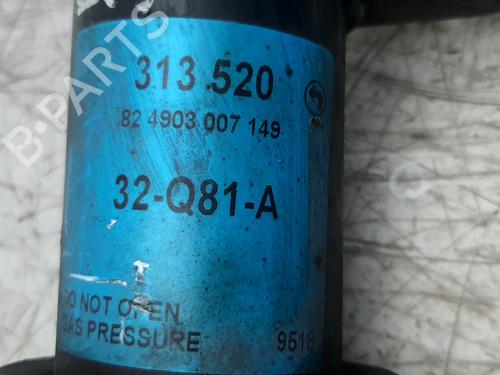 313 520
82 4903 007 149
32-Q81-A
DO NOT OPEN
GAS PRESSURE 9518
B-PARTS